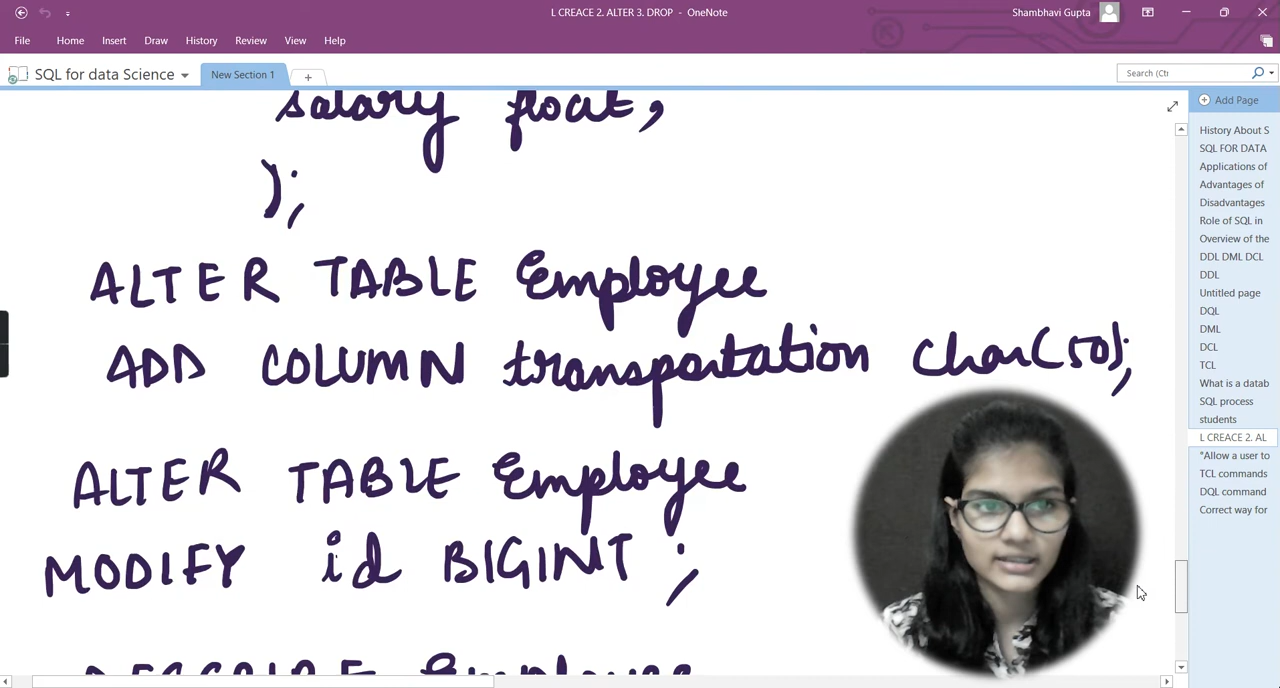 L CREACE 2. ALTER 3. DROP - OneNote
Shambhavi Gupta
File Home Insert Draw History Review View Help
SQL for data Science
New Section 1
+
Search (Ctr
Add Page
salary float,
);
ALTER TABLE Employee
ADD COLUMN transportation char(50);
ALTER TABLE Employee
MODIFY id BIGINT ;
DESCRIBE Employee
History About S
SQL FOR DATA
Applications of
Advantages of
Disadvantages
Role of SQL in
Overview of the
DDL DML DCL
DDL
Untitled page
DQL
DML
DCL
TCL
What is a datab
SQL process
students
L CREACE 2. AL
"Allow a user to
TCL commands
DQL command
Correct way for